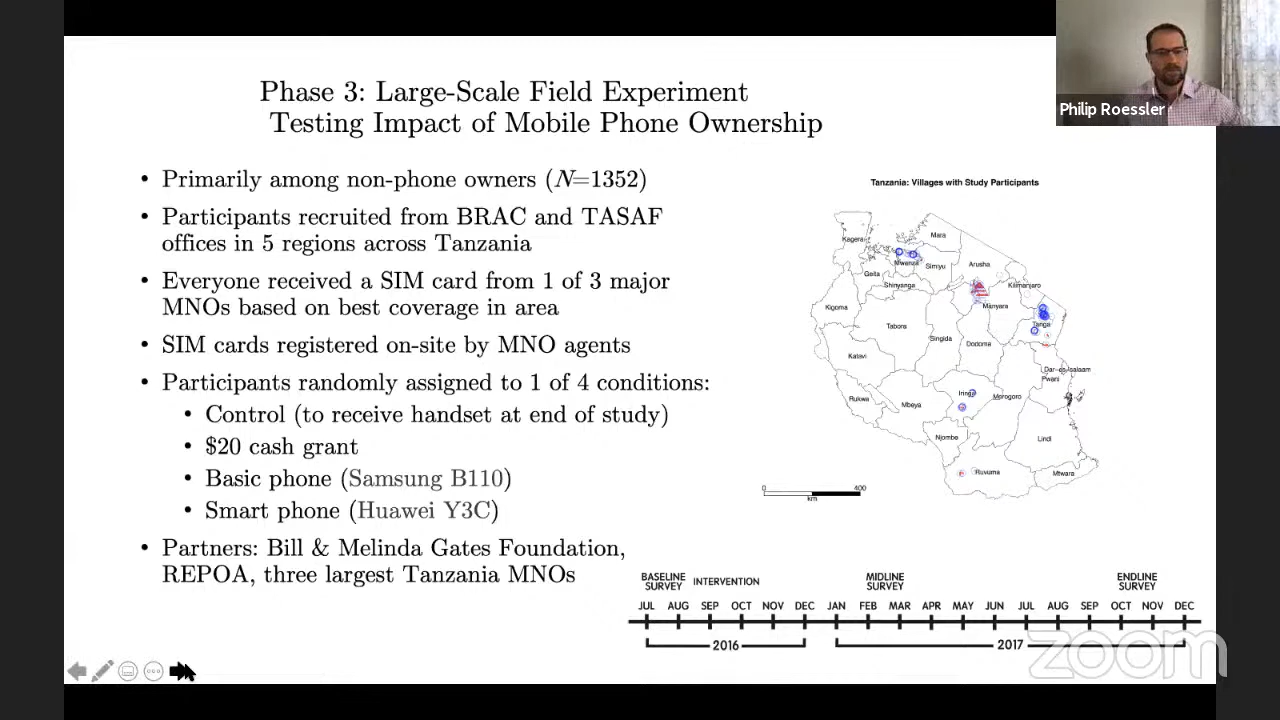 Phase 3: Large-Scale Field Experiment
Testing Impact of Mobile Phone Ownership
Philip Roessler
• Primarily among non-phone owners (N=1352)
• Participants recruited from BRAC and TASAF
offices in 5 regions across Tanzania
• Everyone received a SIM card from 1 of 3 major
MNOs based on best coverage in area
• SIM cards registered on-site by MNO agents
• Participants randomly assigned to 1 of 4 conditions:
• Control (to receive handset at end of study)
• $20 cash grant
• Basic phone (Samsung B110)
• Smart phone (Huawei Y3C)
• Partners: Bill & Melinda Gates Foundation,
REPOA, three largest Tanzania MNOs
Tanzania: Villages with Study Participants
Kagera
Mara
Mwanza
Simiyu
Arusha
Geita
Shinyanga
Kilimanjaro
Kigoma
Manyara
Tabora
Tanga
Singida
Dodoma
Katavi
Dar-es-salaam
Pwani
Rukwa
Mbeya
Iringa
Morogoro
Njombe
Lindi
Ruvuma
Mtwara
0 400
km
BASELINE SURVEY
INTERVENTION
MIDLINE SURVEY
ENDLINE SURVEY
JUL AUG SEP OCT NOV DEC JAN FEB MAR APR MAY JUN JUL AUG SEP OCT NOV DEC
2016 2017
zoom